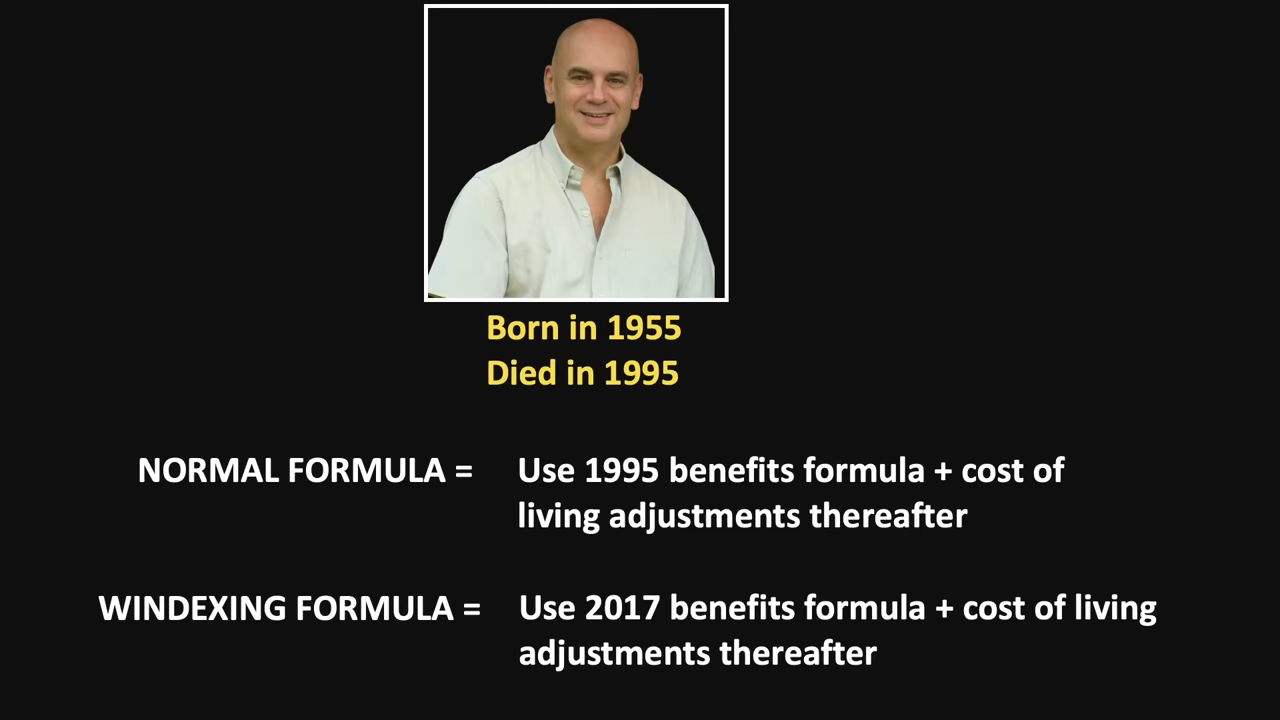 Born in 1955
Died in 1995
NORMAL FORMULA = Use 1995 benefits formula + cost of
living adjustments thereafter
WINDEXING FORMULA = Use 2017 benefits formula + cost of living
adjustments thereafter